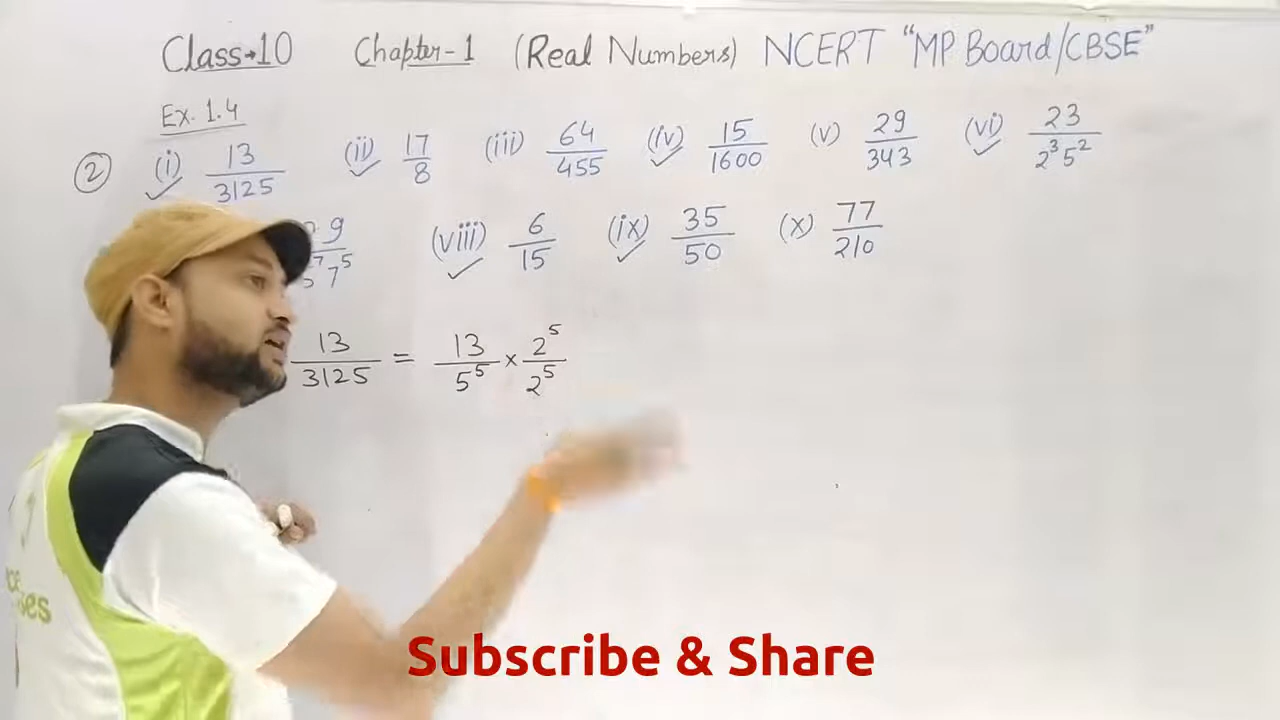 Class→10 Chapter-1 (Real Numbers) NCERT "MP Board/CBSE"
Ex. 1.4
② (i) 13/3125 (ii) 17/8 (iii) 64/455 (iv) 15/1600 (v) 29/343 (vi) 23/2³5²
(viii) 6/15 (ix) 35/50 (x) 77/210
13/3125 = 13/5⁵ × 2⁵/2⁵
Subscribe & Share